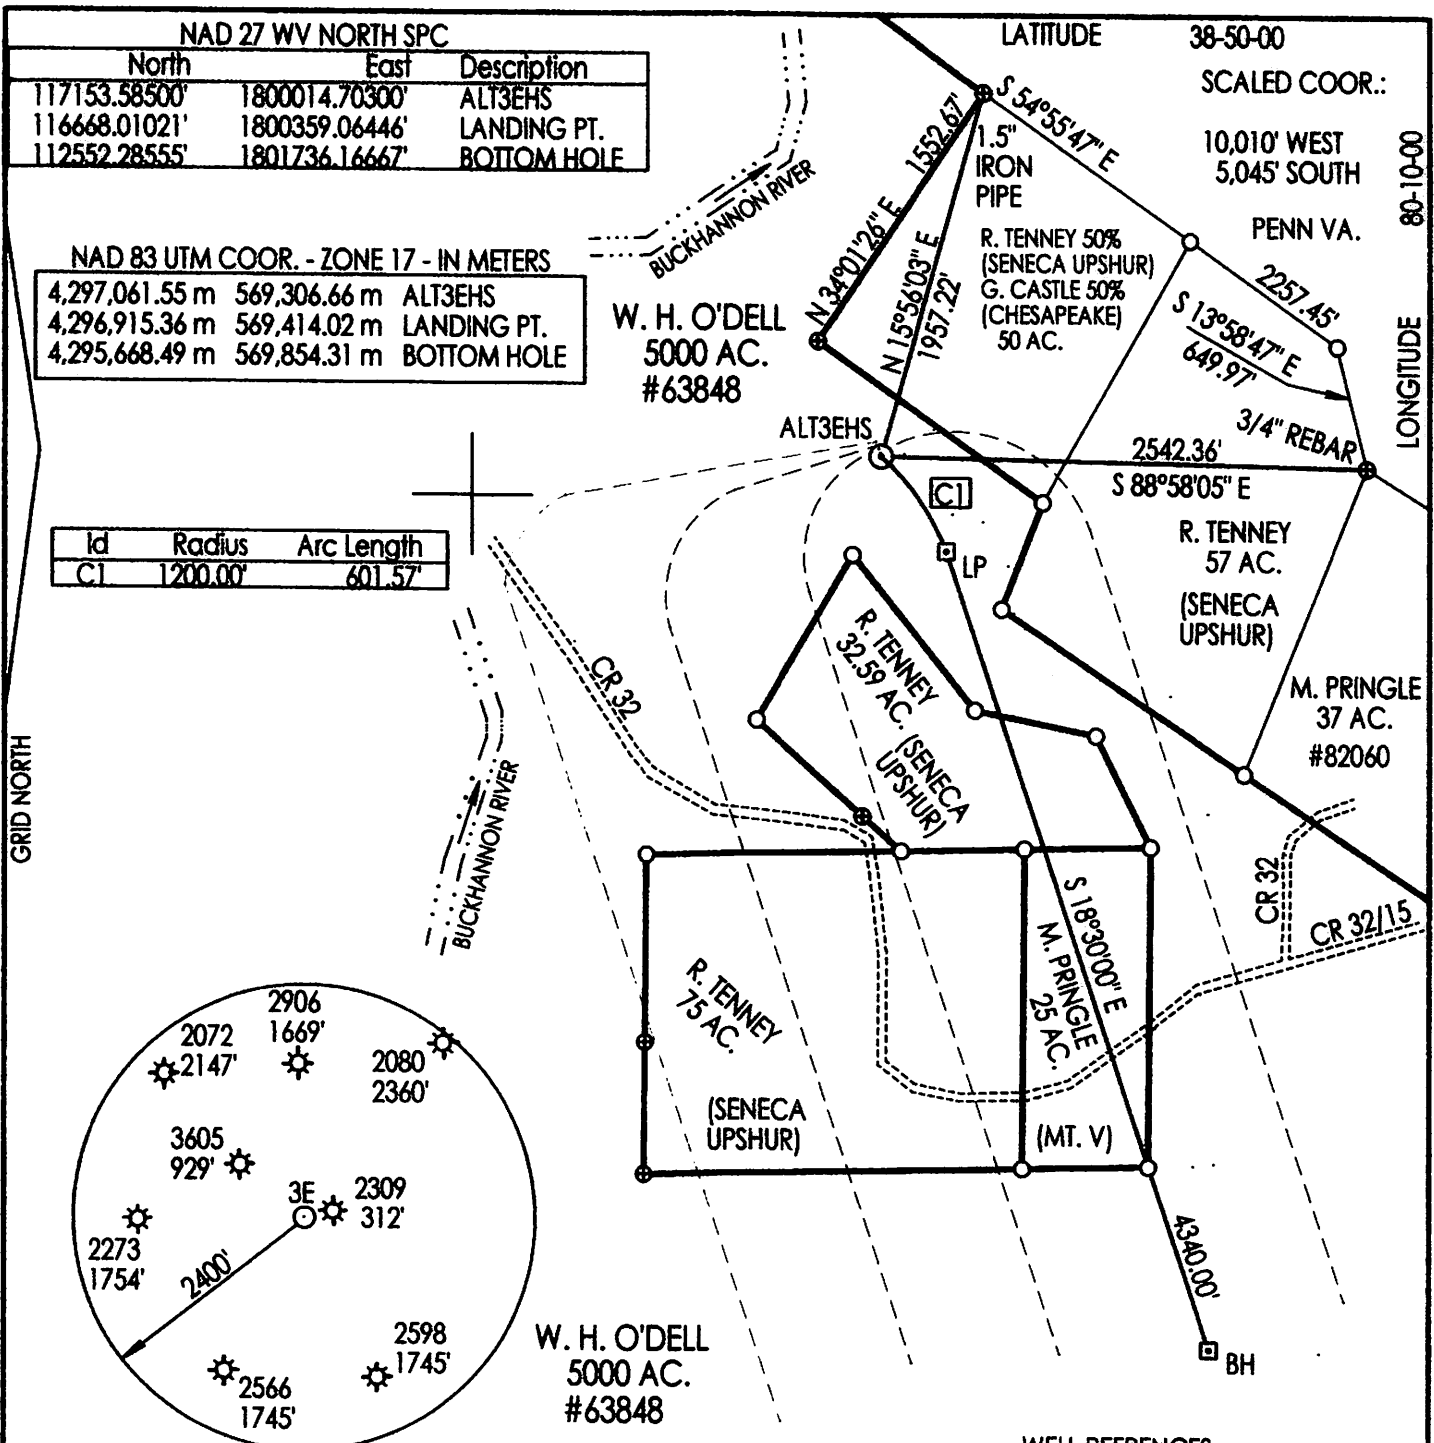 NAD 27 WV NORTH SPC
North East Description
117153.58500' 1800014.70300' ALT3EHS
116668.01021' 1800359.06446' LANDING PT.
112552.28555' 1801736.16667' BOTTOM HOLE
NAD 83 UTM COOR. - ZONE 17 - IN METERS
4,297,061.55 m 569,306.66 m ALT3EHS
4,296,915.36 m 569,414.02 m LANDING PT.
4,295,668.49 m 569,854.31 m BOTTOM HOLE
LATITUDE 38-50-00
SCALED COOR.:
10,010' WEST
5,045' SOUTH
LONGITUDE 80-10-00
PENN VA.
BUCKHANNON RIVER
W. H. O'DELL
5000 AC.
#63848
N 34°01'26" E 1552.67'
N 15°56'03" E
1957.22'
1.5"
IRON
PIPE
S 54°55'47" E
2257.45'
R. TENNEY 50%
(SENECA UPSHUR)
G. CASTLE 50%
(CHESAPEAKE)
50 AC.
S 13°58'47" E
649.97'
3/4" REBAR
ALT3EHS
2542.36'
S 88°58'05" E
C1
LP
R. TENNEY
57 AC.
(SENECA
UPSHUR)
M. PRINGLE
37 AC.
#82060
Id Radius Arc Length
C1 1200.00' 601.57'
GRID NORTH
CR 32
BUCKHANNON RIVER
R. TENNEY
32.59 AC.
(SENECA
UPSHUR)
CR 32
CR 32/15
S 18°30'00" E
M. PRINGLE
25 AC.
(MT. V)
R. TENNEY
75 AC.
(SENECA
UPSHUR)
4340.00'
BH
2906
1669'
2072
2147'
2080
2360'
3605
929'
3E
2309
312'
2273
1754'
2400'
2598
1745'
2566
1745'
W. H. O'DELL
5000 AC.
#63848
WELL REFERENCES